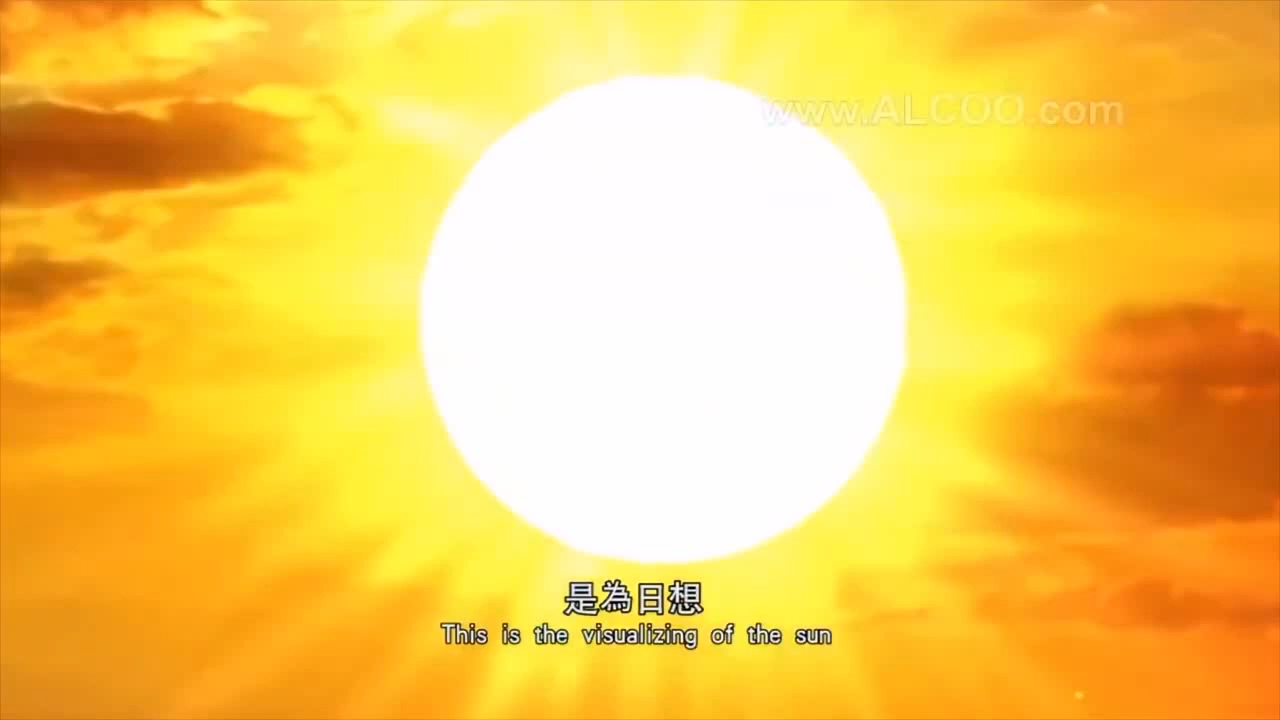 www.ALCOO.com
是為日想
This is the visualizing of the sun